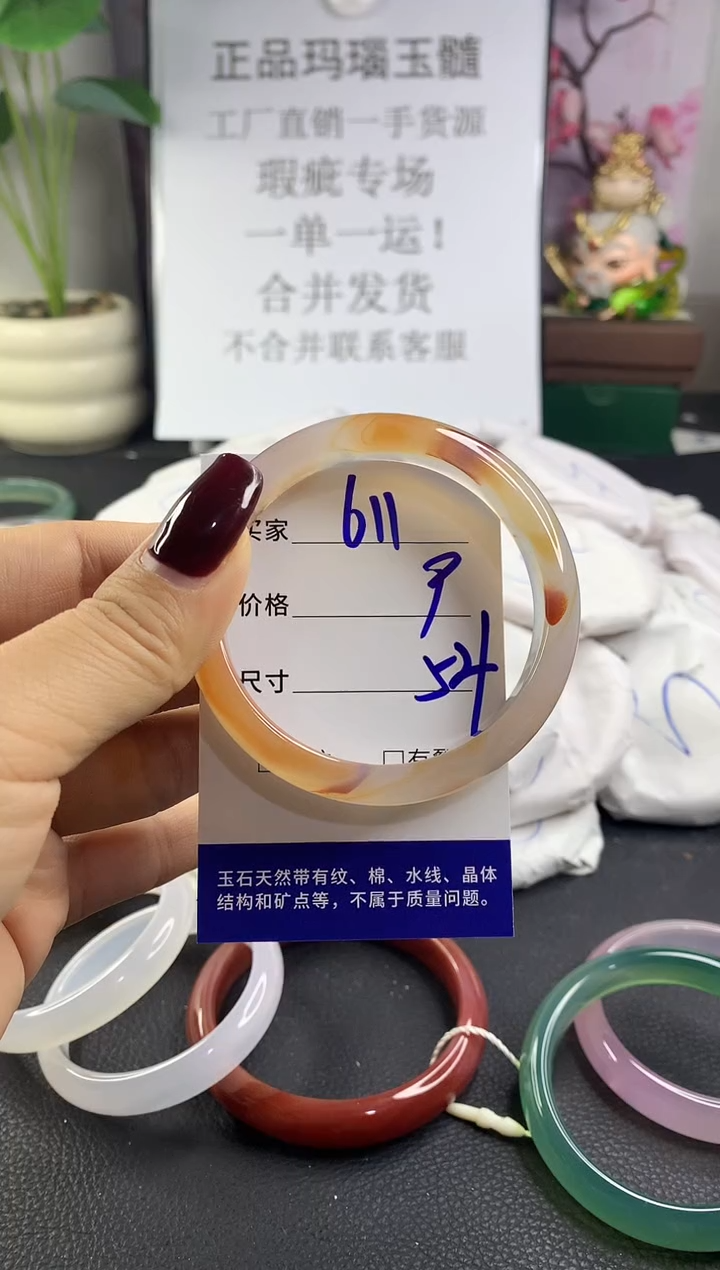 正品玛瑙玉髓
工厂直销一手货源
瑕疵专场
一单一运！
合并发货
不合并联系客服
买家 611
价格
尺寸 54
□有
玉石天然带有纹、棉、水线、晶体
结构和矿点等，不属于质量问题。